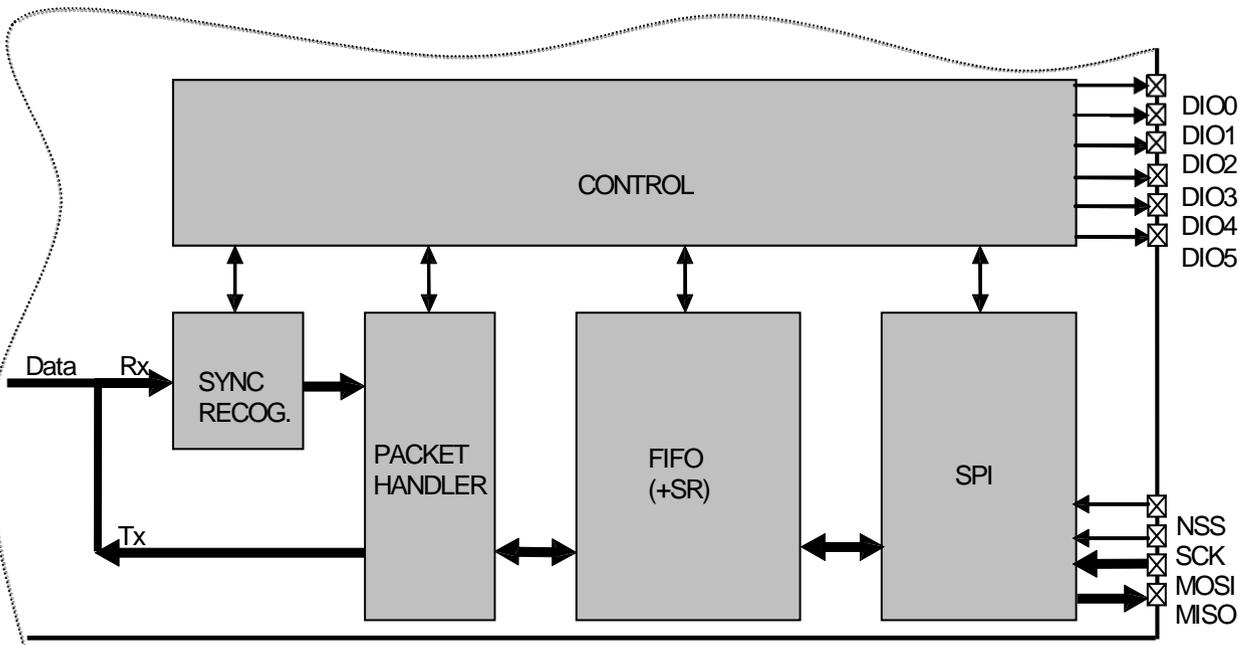 DIO0
DIO1
DIO2
DIO3
DIO4
DIO5
CONTROL
Data
Rx
SYNC
RECOG.
PACKET
HANDLER
FIFO
(+SR)
SPI
Tx
NSS
SCK
MOSI
MISO